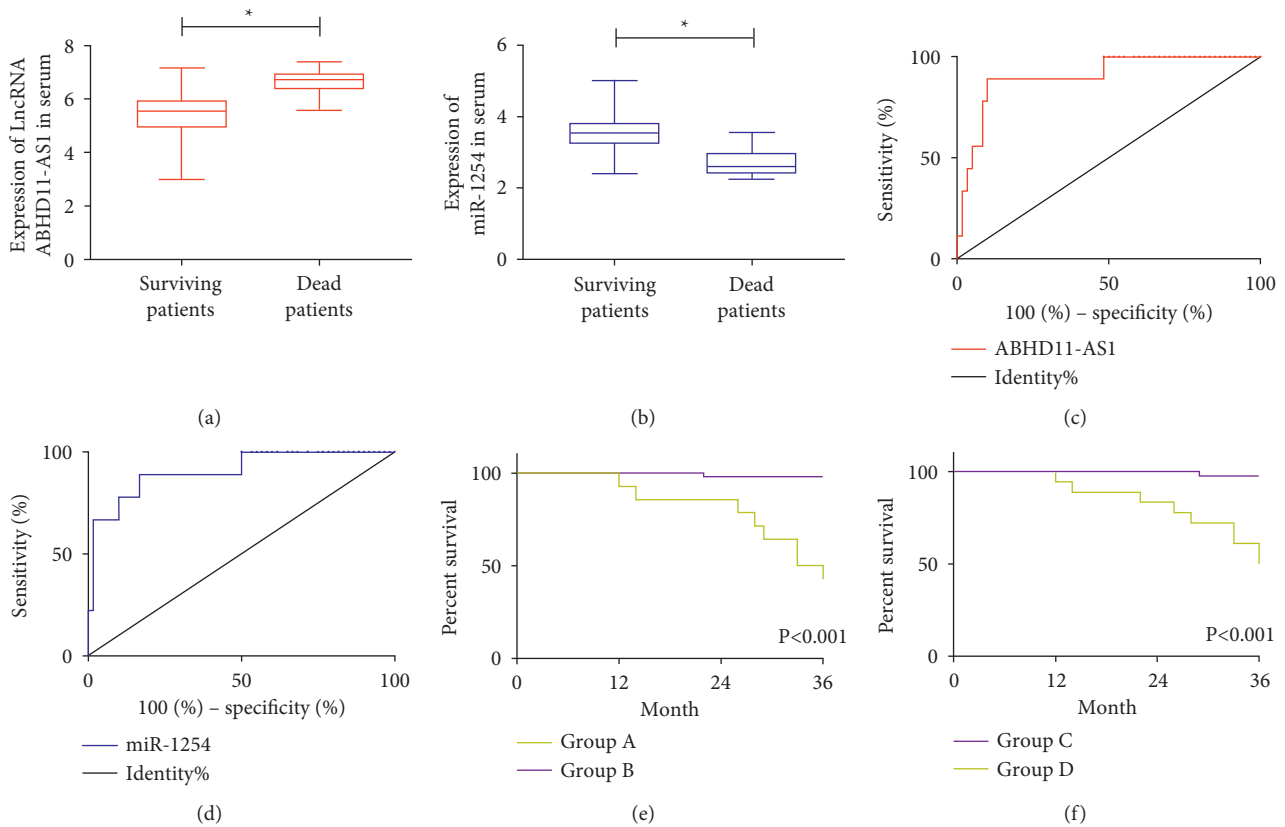 *
Expression of LncRNA
ABHD11-AS1 in serum
8
6
4
2
0
Surviving
patients
Dead
patients
(a)
*
Expression of
miR-1254 in serum
6
4
2
0
Surviving
patients
Dead
patients
(b)
Sensitivity (%)
100
50
0
0
50
100
100 (%) – specificity (%)
ABHD11-AS1
Identity%
(c)
Sensitivity (%)
100
50
0
0
50
100
100 (%) – specificity (%)
miR-1254
Identity%
(d)
Percent survival
100
50
0
P<0.001
0
12
24
36
Month
Group A
Group B
(e)
Percent survival
100
50
0
P<0.001
0
12
24
36
Month
Group C
Group D
(f)